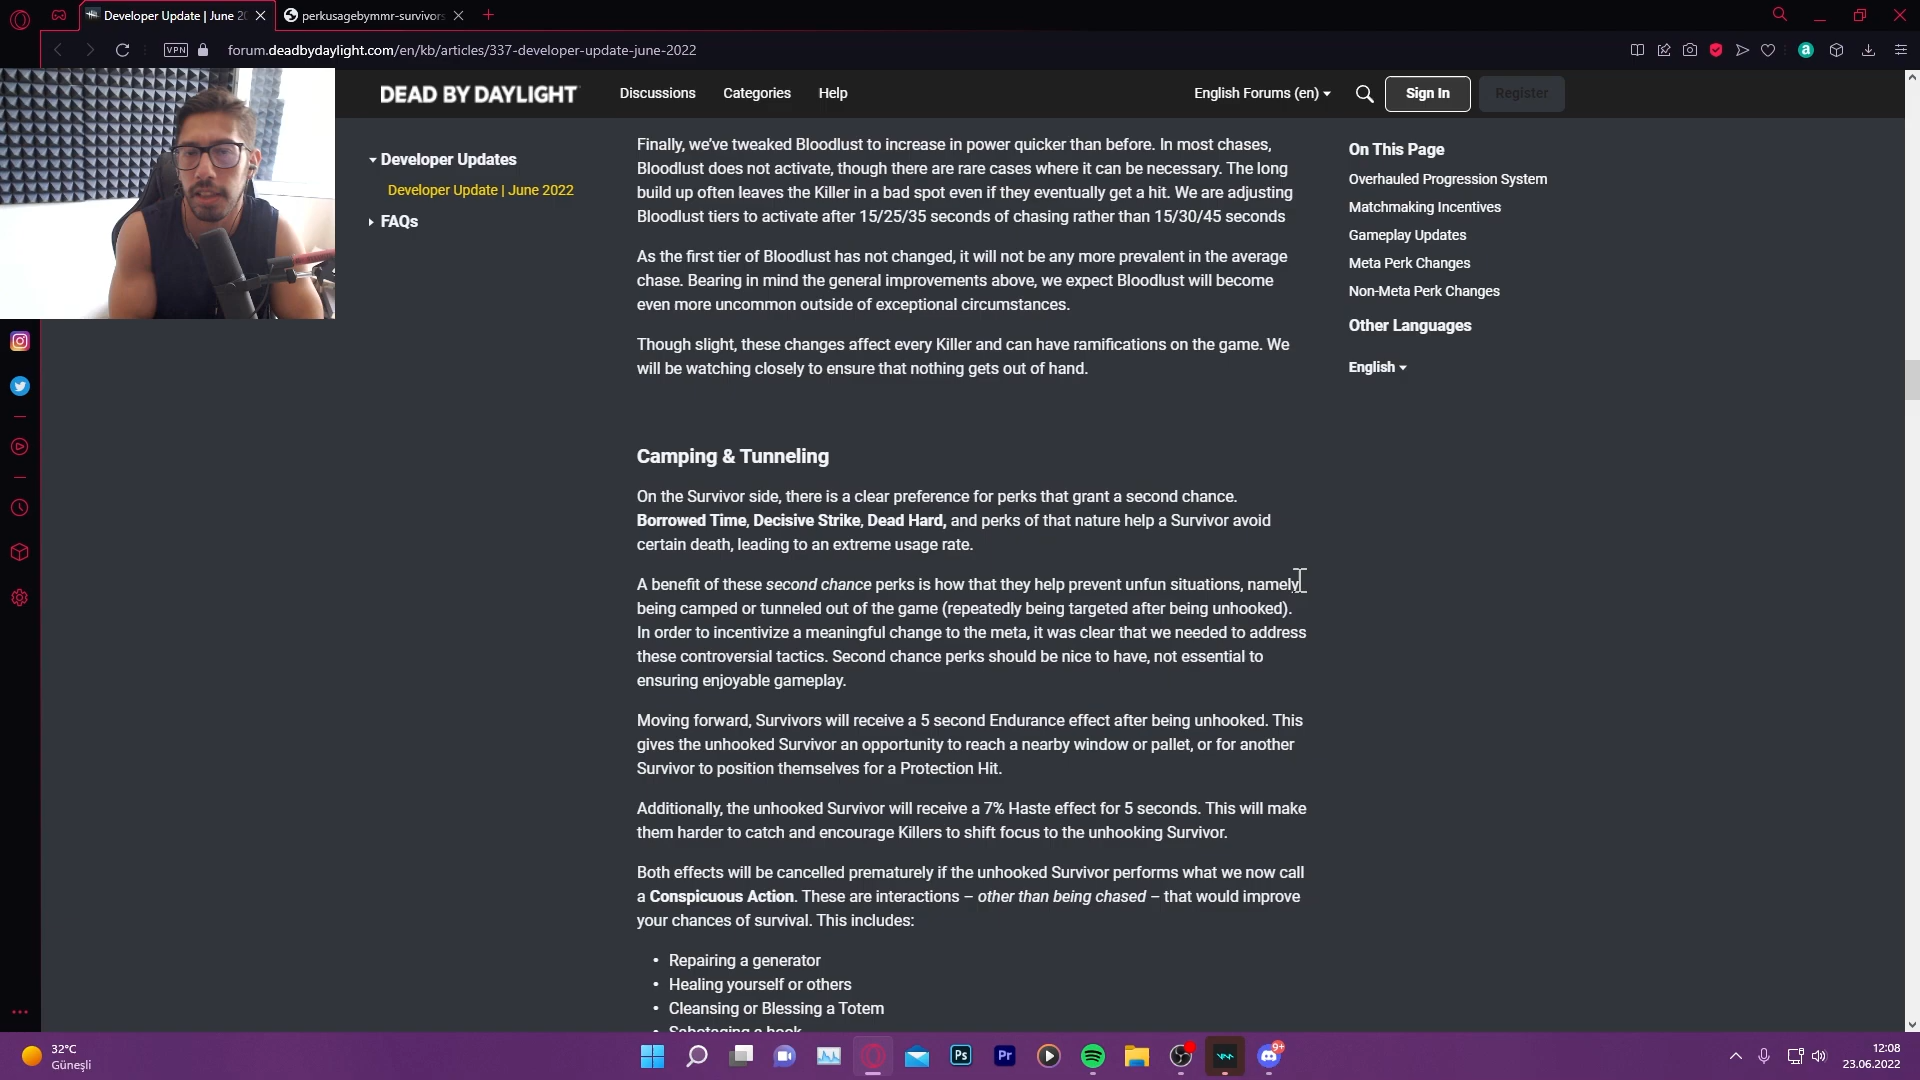 Developer Update | June 20
perkusagebymmr-survivors
VPN
forum.deadbydaylight.com/en/kb/articles/337-developer-update-june-2022
DEAD BY DAYLIGHT
Discussions
Categories
Help
English Forums (en)
Sign In
Register
Developer Updates
Developer Update | June 2022
FAQs
Finally, we've tweaked Bloodlust to increase in power quicker than before. In most chases,
Bloodlust does not activate, though there are rare cases where it can be necessary. The long
build up often leaves the Killer in a bad spot even if they eventually get a hit. We are adjusting
Bloodlust tiers to activate after 15/25/35 seconds of chasing rather than 15/30/45 seconds
As the first tier of Bloodlust has not changed, it will not be any more prevalent in the average
chase. Bearing in mind the general improvements above, we expect Bloodlust will become
even more uncommon outside of exceptional circumstances.
Though slight, these changes affect every Killer and can have ramifications on the game. We
will be watching closely to ensure that nothing gets out of hand.
Camping & Tunneling
On the Survivor side, there is a clear preference for perks that grant a second chance.
Borrowed Time, Decisive Strike, Dead Hard, and perks of that nature help a Survivor avoid
certain death, leading to an extreme usage rate.
A benefit of these second chance perks is how that they help prevent unfun situations, namely
being camped or tunneled out of the game (repeatedly being targeted after being unhooked).
In order to incentivize a meaningful change to the meta, it was clear that we needed to address
these controversial tactics. Second chance perks should be nice to have, not essential to
ensuring enjoyable gameplay.
Moving forward, Survivors will receive a 5 second Endurance effect after being unhooked. This
gives the unhooked Survivor an opportunity to reach a nearby window or pallet, or for another
Survivor to position themselves for a Protection Hit.
Additionally, the unhooked Survivor will receive a 7% Haste effect for 5 seconds. This will make
them harder to catch and encourage Killers to shift focus to the unhooking Survivor.
Both effects will be cancelled prematurely if the unhooked Survivor performs what we now call
a Conspicuous Action. These are interactions – other than being chased – that would improve
your chances of survival. This includes:
• Repairing a generator
• Healing yourself or others
• Cleansing or Blessing a Totem
• Sabotaging a hook
On This Page
Overhauled Progression System
Matchmaking Incentives
Gameplay Updates
Meta Perk Changes
Non-Meta Perk Changes
Other Languages
English
32°C
Güneşli
Ps
Pr
9+
12:08
23.06.2022